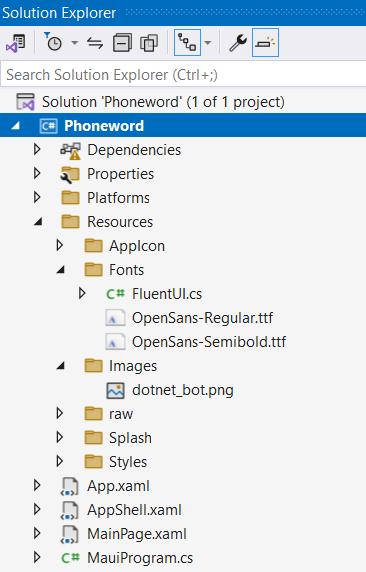 Solution Explorer
Search Solution Explorer (Ctrl+;)
Solution 'Phoneword' (1 of 1 project)
C# Phoneword
Dependencies
Properties
Platforms
Resources
AppIcon
Fonts
C# FluentUI.cs
OpenSans-Regular.ttf
OpenSans-Semibold.ttf
Images
dotnet_bot.png
raw
Splash
Styles
App.xaml
AppShell.xaml
MainPage.xaml
C# MauiProgram.cs